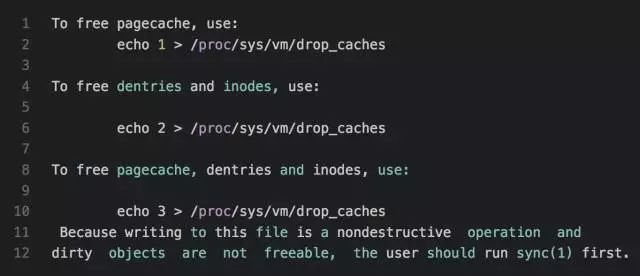 1 To free pagecache, use:
2 echo 1 > /proc/sys/vm/drop_caches
3
4 To free dentries and inodes, use:
5
6 echo 2 > /proc/sys/vm/drop_caches
7
8 To free pagecache, dentries and inodes, use:
9
10 echo 3 > /proc/sys/vm/drop_caches
11 Because writing to this file is a nondestructive operation and
12 dirty objects are not freeable, the user should run sync(1) first.